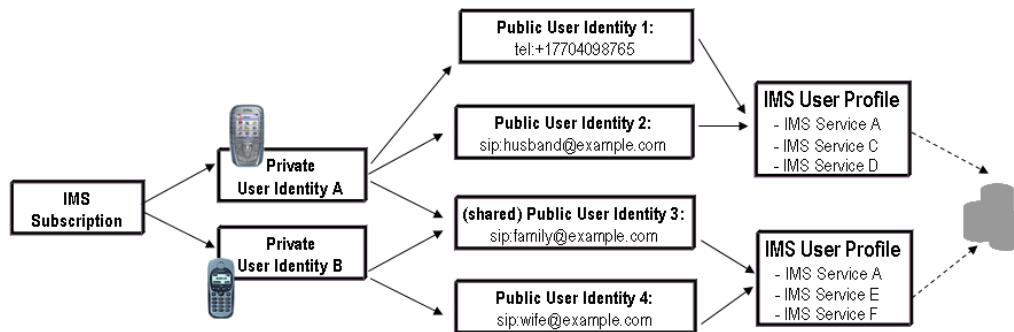 IMS
Subscription
Private
User Identity A
Private
User Identity B
Public User Identity 1:
tel:+17704098765
Public User Identity 2:
sip:husband@example.com
(shared) Public User Identity 3:
sip:family@example.com
Public User Identity 4:
sip:wife@example.com
IMS User Profile
- IMS Service A
- IMS Service C
- IMS Service D
IMS User Profile
- IMS Service A
- IMS Service E
- IMS Service F